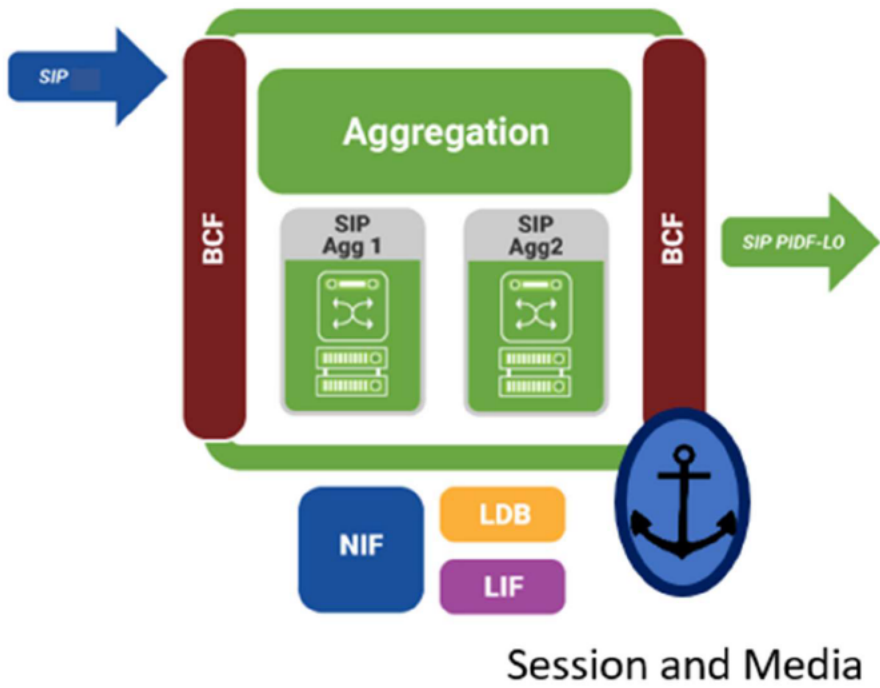 SIP
BCF
Aggregation
SIP
Agg 1
SIP
Agg2
BCF
SIP PIDF-LO
NIF
LDB
LIF
Session and Media